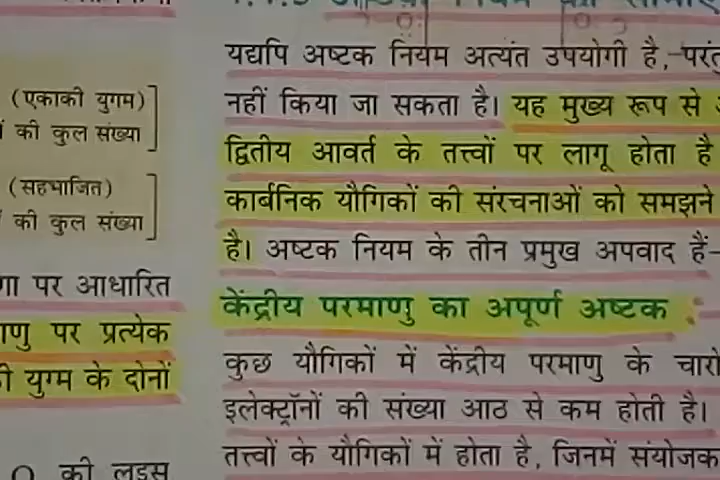 (एकाकी युगम)
की कुल संख्या
(सहभाजित)
की कुल संख्या
पर आधारित
पर प्रत्येक
युग्म के दोनों
की लुइस
यद्यपि अष्टक नियम अत्यंत उपयोगी है, परंतु
नहीं किया जा सकता है। यह मुख्य रूप से
द्वितीय आवर्त के तत्त्वों पर लागू होता है
कार्बनिक यौगिकों की संरचनाओं को समझने
है। अष्टक नियम के तीन प्रमुख अपवाद हैं–
केंद्रीय परमाणु का अपूर्ण अष्टक
कुछ यौगिकों में केंद्रीय परमाणु के चारों
इलेक्ट्रॉनों की संख्या आठ से कम होती है।
तत्त्वों के यौगिकों में होता है, जिनमें संयोजक